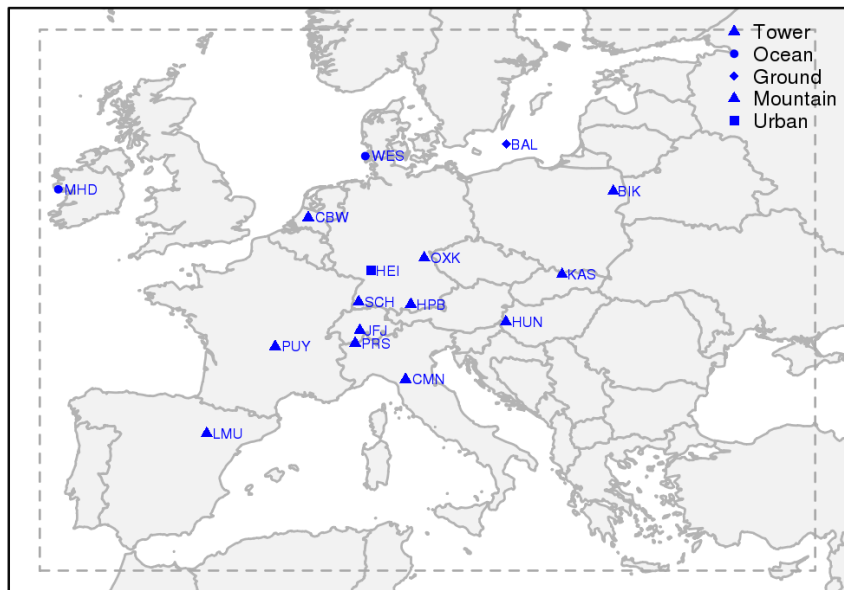 Tower
Ocean
Ground
Mountain
Urban
BAL
WES
MHD
BIK
CBW
OXK
HEI
KAS
SCH
HPB
HUN
JFJ
PRS
PUY
CMN
LMU